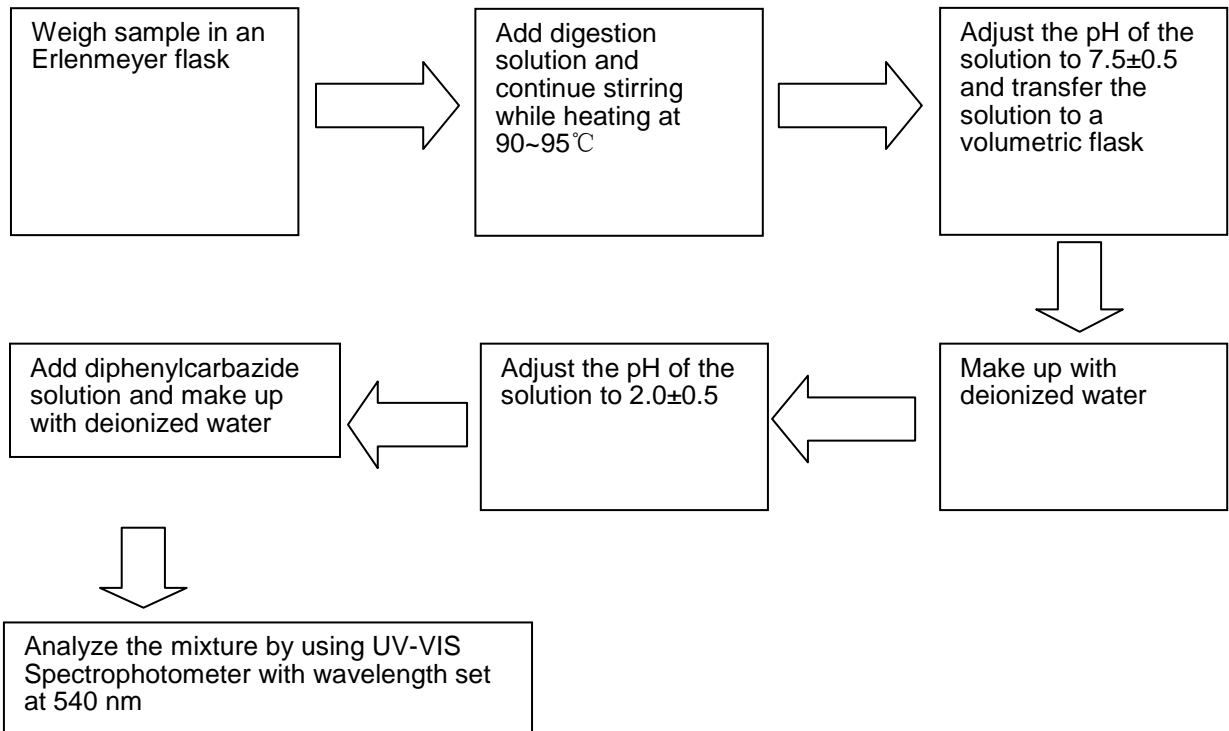 Weigh sample in an
Erlenmeyer flask
Add digestion
solution and
continue stirring
while heating at
90~95℃
Adjust the pH of the
solution to 7.5±0.5
and transfer the
solution to a
volumetric flask
Make up with
deionized water
Adjust the pH of the
solution to 2.0±0.5
Add diphenylcarbazide
solution and make up
with deionized water
Analyze the mixture by using UV-VIS
Spectrophotometer with wavelength set
at 540 nm